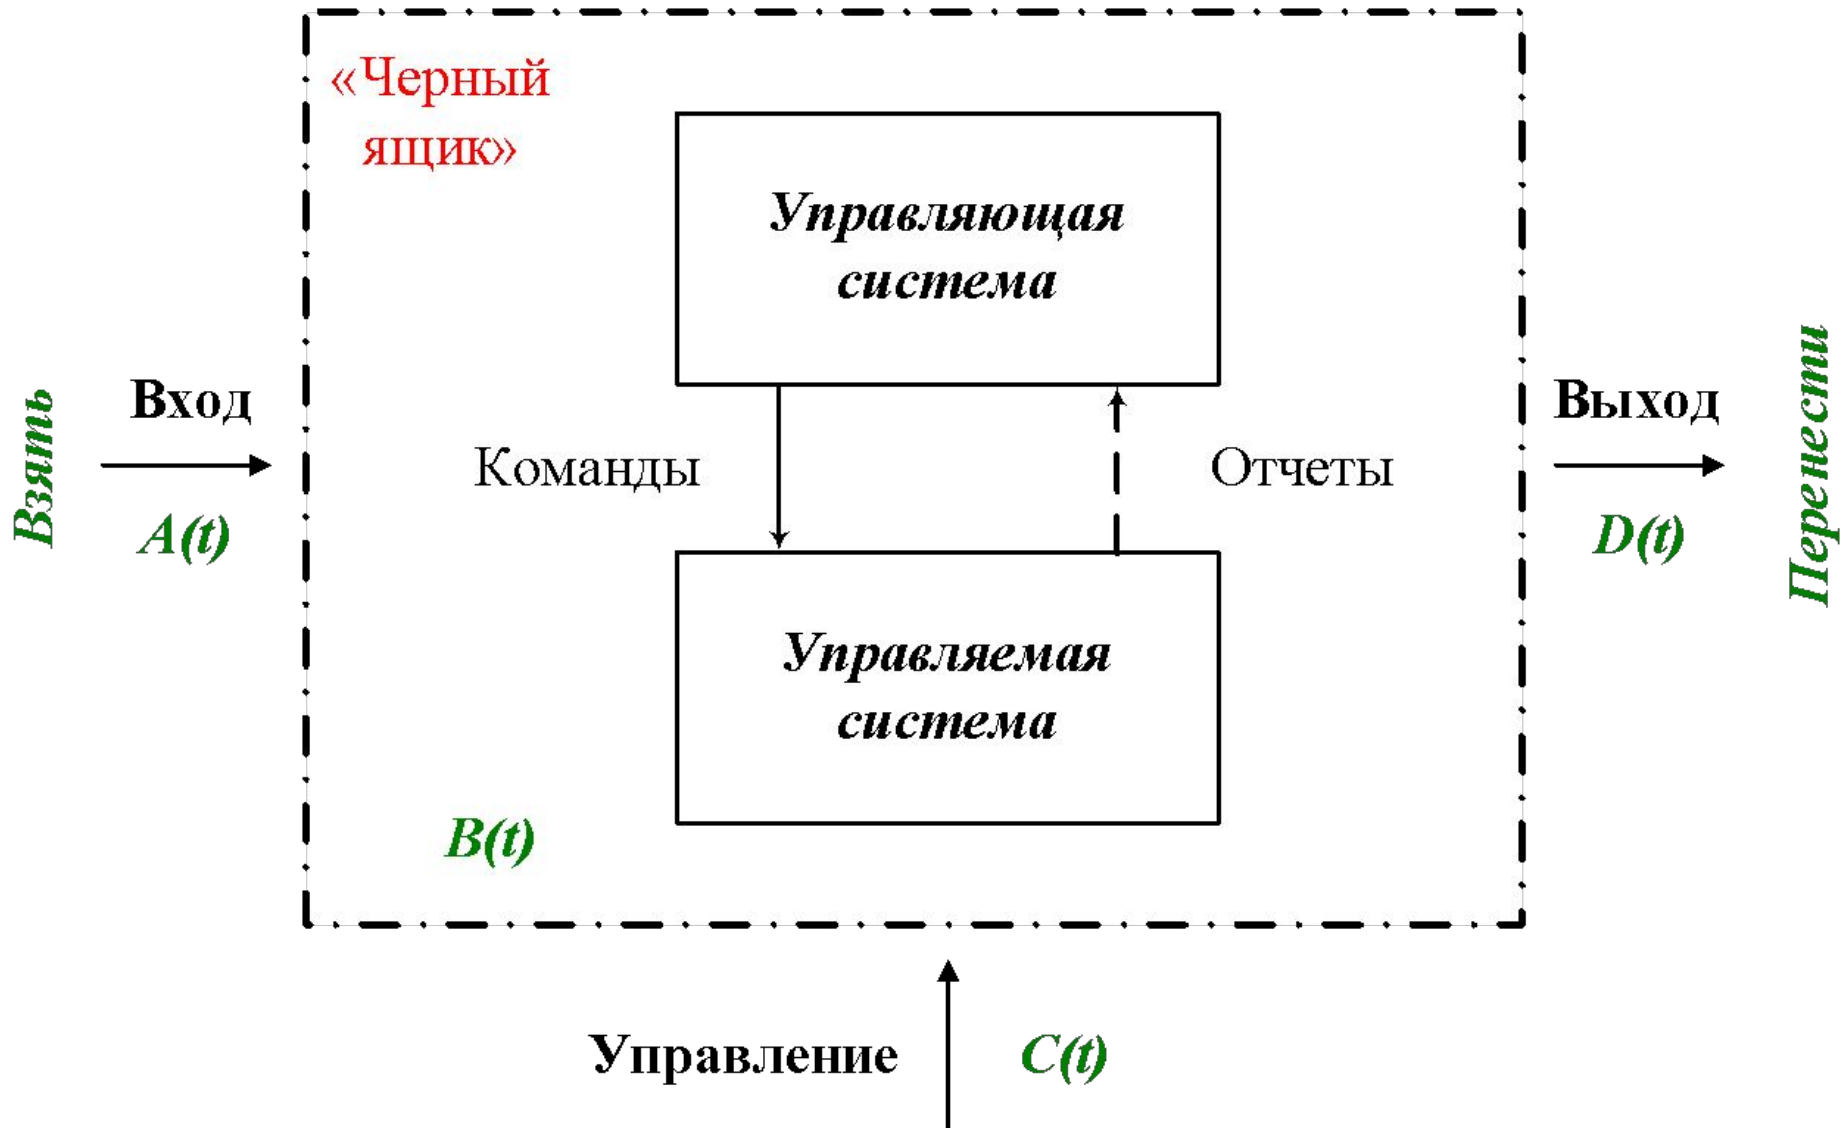 «Черный
ящик»
Управляющая
система
Взять
Вход
A(t)
Команды
Отчеты
Выход
D(t)
Перенести
Управляемая
система
B(t)
Управление
C(t)